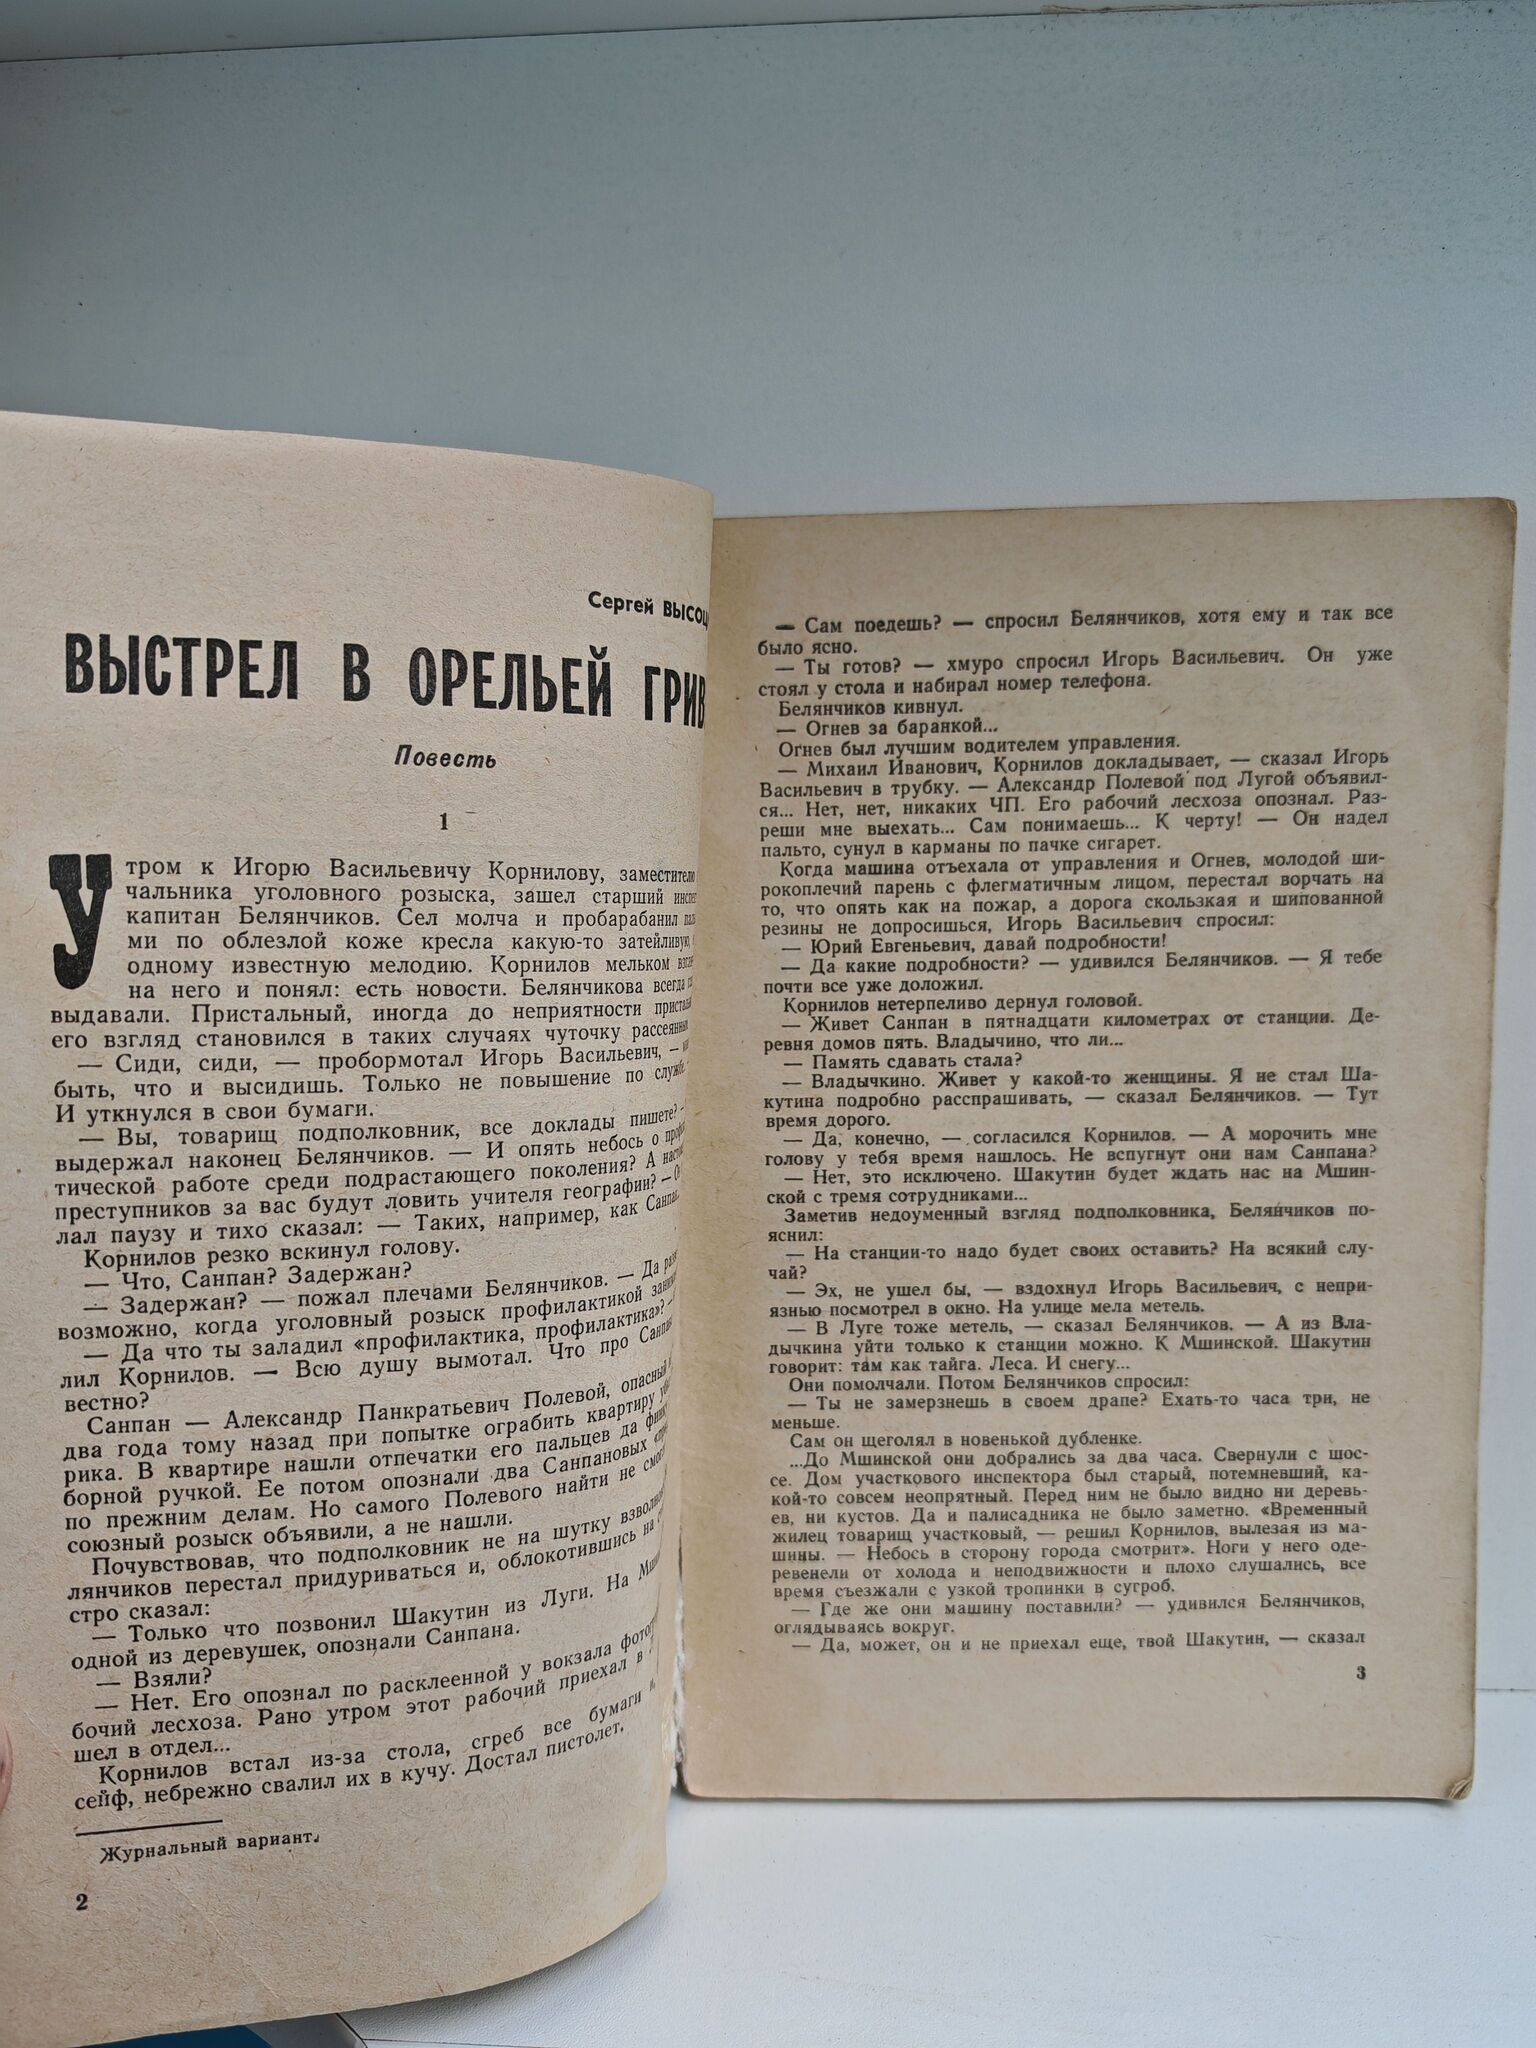 Сергей
ВЫСТРЕЛ В ОРЕЛЬЕЙ
Повесть
1
Утром к Игорю Васильевичу Корнилову, заместителю
чальника уголовного розыска, зашел старший
капитан Белянчиков. Сел молча и пробарабанил
ми по облезлой коже кресла какую-то затейливую,
одному известную мелодию. Корнилов мельком
на него и понял: есть новости. Белянчикова всегда
выдавали. Пристальный, иногда до неприятности
его взгляд становился в таких случаях чуточку
— Сиди, сиди, — пробормотал Игорь Васильевич, —
быть, что и высидишь. Только не повышение по службе.
И уткнулся в свои бумаги.
— Вы, товарищ подполковник, все доклады пишете? —
выдержал наконец Белянчиков. — И опять небось о
тической работе среди подрастающего поколения? А
преступников за вас будут ловить учителя географии? —
лал паузу и тихо сказал: — Таких, например, как Санпан.
Корнилов резко вскинул голову.
— Что, Санпан? Задержан?
— Задержан? — пожал плечами Белянчиков. — Да
возможно, когда уголовный розыск профилактикой
— Да что ты заладил «профилактика, профилактика»? —
лил Корнилов. — Всю душу вымотал. Что про
вестно?
Санпан — Александр Панкратьевич Полевой, опасный
два года тому назад при попытке ограбить квартиру
рика. В квартире нашли отпечатки его пальцев да
борной ручкой. Ее потом опознали два Санпановых
по прежним делам. Но самого Полевого найти не
союзный розыск объявили, а не нашли.
Почувствовав, что подполковник не на шутку
лянчиков перестал придуриваться и, облокотившись на
стро сказал:
— Только что позвонил Шакутин из Луги. На
одной из деревушек, опознали Санпана.
— Взяли?
— Нет. Его опознал по расклеенной у вокзала
бочий лесхоза. Рано утром этот рабочий приехал в
шел в отдел...
Корнилов встал из-за стола, сгреб все бумаги
сейф, небрежно свалил их в кучу. Достал пистолет.
Журнальный вариант.
2
— Сам поедешь? — спросил Белянчиков, хотя ему и так все
было ясно.
— Ты готов? — хмуро спросил Игорь Васильевич. Он уже
стоял у стола и набирал номер телефона.
Белянчиков кивнул.
— Огнев за баранкой...
Огнев был лучшим водителем управления.
— Михаил Иванович, Корнилов докладывает, — сказал Игорь
Васильевич в трубку. — Александр Полевой под Лугой объявил-
ся... Нет, нет, никаких ЧП. Его рабочий лесхоза опознал. Раз-
реши мне выехать... Сам понимаешь... К черту! — Он надел
пальто, сунул в карманы по пачке сигарет.
Когда машина отъехала от управления и Огнев, молодой ши-
рокоплечий парень с флегматичным лицом, перестал ворчать на
то, что опять как на пожар, а дорога скользкая и шипованной
резины не допросишься, Игорь Васильевич спросил:
— Юрий Евгеньевич, давай подробности!
— Да какие подробности? — удивился Белянчиков. — Я тебе
почти все уже доложил.
Корнилов нетерпеливо дернул головой.
— Живет Санпан в пятнадцати километрах от станции. Де-
ревня домов пять. Владычино, что ли...
— Память сдавать стала?
— Владычкино. Живет у какой-то женщины. Я не стал Ша-
кутина подробно расспрашивать, — сказал Белянчиков. — Тут
время дорого.
— Да, конечно, — согласился Корнилов. — А морочить мне
голову у тебя время нашлось. Не вспугнут они нам Санпана?
— Нет, это исключено. Шакутин будет ждать нас на Мшин-
ской с тремя сотрудниками...
Заметив недоуменный взгляд подполковника, Белянчиков по-
яснил:
— На станции-то надо будет своих оставить? На всякий слу-
чай?
— Эх, не ушел бы, — вздохнул Игорь Васильевич, с непри-
язнью посмотрел в окно. На улице мела метель.
— В Луге тоже метель, — сказал Белянчиков. — А из Вла-
дычкина уйти только к станции можно. К Мшинской. Шакутин
говорит: там как тайга. Леса. И снегу...
Они помолчали. Потом Белянчиков спросил:
— Ты не замерзнешь в своем драпе? Ехать-то часа три, не
меньше.
Сам он щеголял в новенькой дубленке.
...До Мшинской они добрались за два часа. Свернули с шос-
се. Дом участкового инспектора был старый, потемневший, ка-
кой-то совсем неопрятный. Перед ним не было видно ни деревь-
ев, ни кустов. Да и палисадника не было заметно. «Временный
жилец товарищ участковый, — решил Корнилов, вылезая из ма-
шины. — Небось в сторону города смотрит». Ноги у него оде-
ревенели от холода и неподвижности и плохо слушались, все
время съезжали с узкой тропинки в сугроб.
— Где же они машину поставили? — удивился Белянчиков,
оглядываясь вокруг.
— Да, может, он и не приехал еще, твой Шакутин, — сказал
3